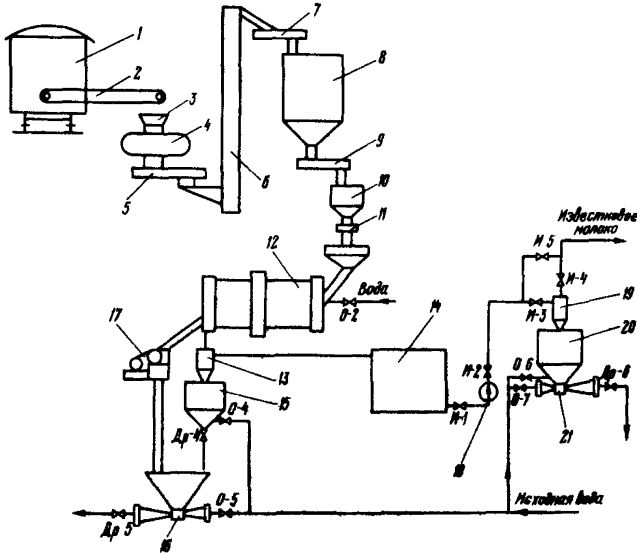 1
2
3
4
5
6
7
8
9
10
11
12
Вода
О-2
Известковое
молоко
И 5
И-4
И-3
19
20
14
17
13
15
О-4
Др-4
И-2
И-1
18
О 6
О-7
Др-6
21
О-5
Др 5
16
Исходная вода